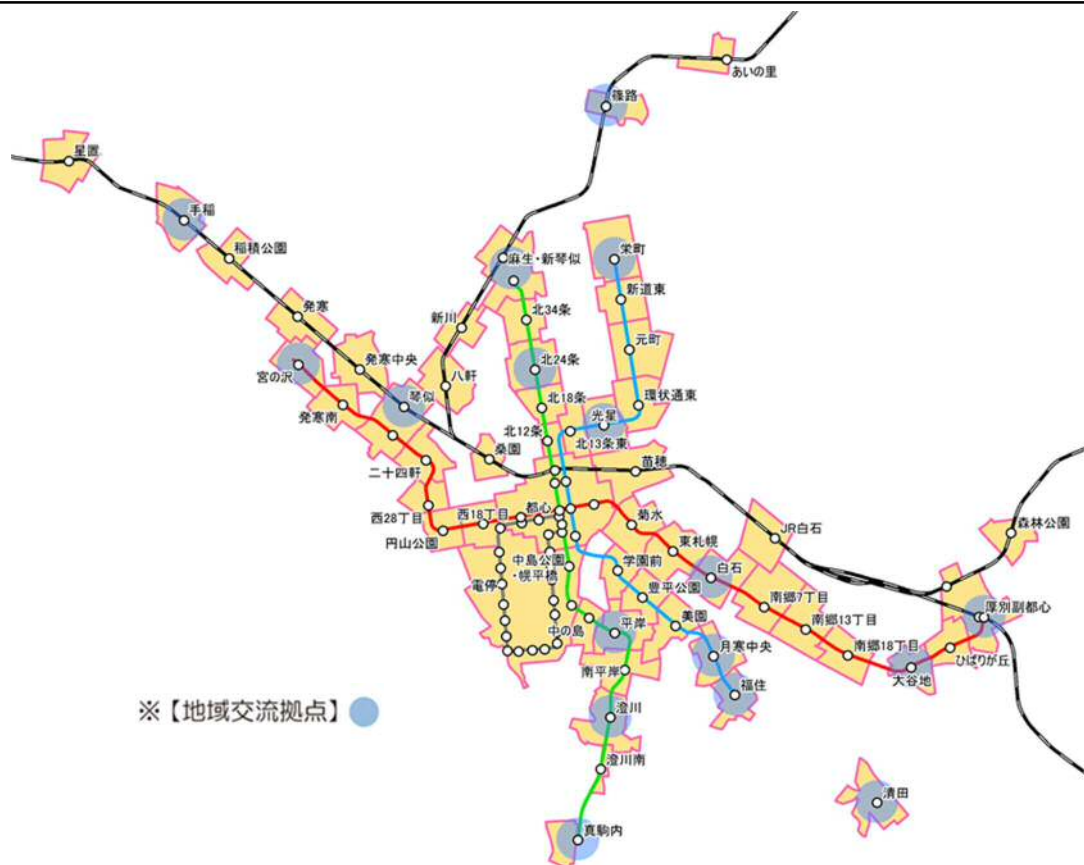 あいの里
篠路
星置
手稲
稲積公園
麻生・新琴似
栄町
新道東
発寒
新川
北34条
元町
発寒中央
宮の沢
北24条
八軒
琴似
北18条
環状通東
発寒南
光星
北12条
北13条東
桑園
苗穂
二十四軒
西28丁目
西18丁目
都心
菊水
円山公園
東札幌
JR白石
森林公園
中島公園
・幌平橋
学園前
白石
電停
豊平公園
南郷7丁目
美園
南郷13丁目
厚別副都心
中の島
平岸
月寒中央
南郷18丁目
ひばりが丘
南平岸
大谷地
福住
※【地域交流拠点】
澄川
澄川南
清田
真駒内